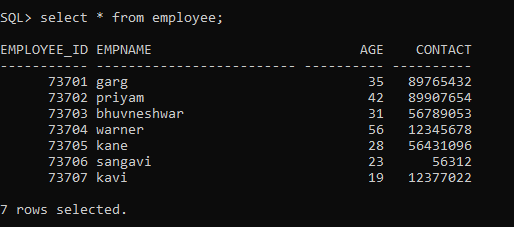 SQL> select * from employee;
EMPLOYEE_ID EMPNAME                          AGE    CONTACT
----------- ------------------------- ---------- ----------
      73701 garg                              35   89765432
      73702 priyam                            42   89907654
      73703 bhuvneshwar                       31   56789053
      73704 warner                            56   12345678
      73705 kane                              28   56431096
      73706 sangavi                           23      56312
      73707 kavi                              19   12377022
7 rows selected.